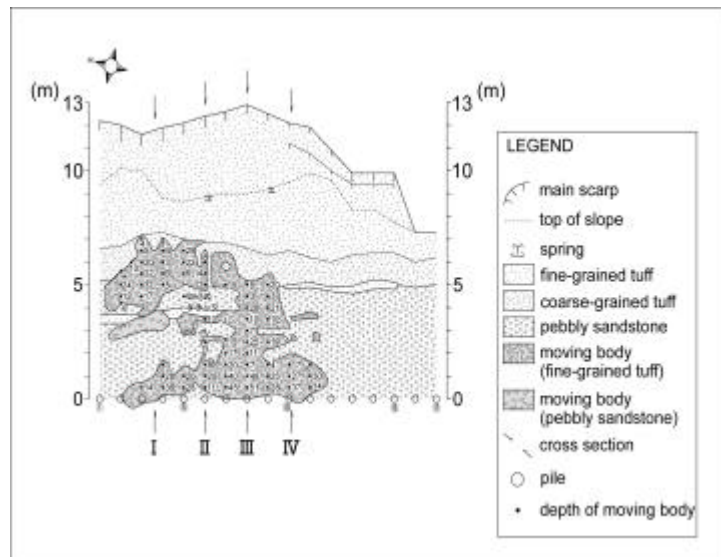 (m)
(m)
13
13
10
10
5
5
0
0
I
II
III
IV
LEGEND
main scarp
top of slope
spring
fine-grained tuff
coarse-grained tuff
pebbly sandstone
moving body
(fine-grained tuff)
moving body
(pebbly sandstone)
cross section
pile
depth of moving body